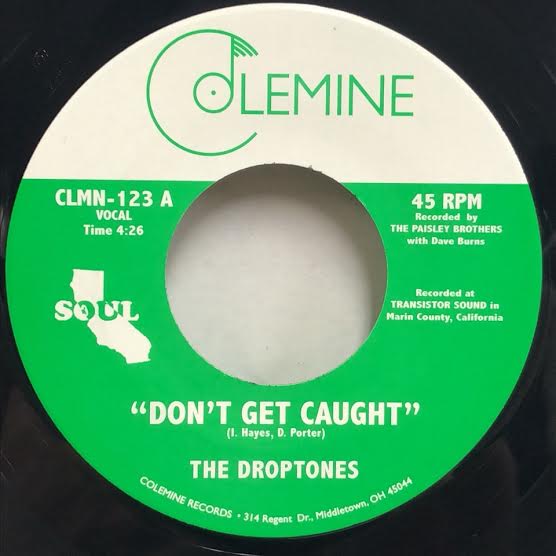 COLEMINE
CLMN-123 A
VOCAL
Time 4:26
45 RPM
Recorded by
THE PAISLEY BROTHERS
with Dave Burns
SOUL
Recorded at
TRANSISTOR SOUND in
Marin County, California
"DON'T GET CAUGHT"
(I. Hayes, D. Porter)
THE DROPTONES
COLEMINE RECORDS • 314 Regent Dr., Middletown, OH 45044